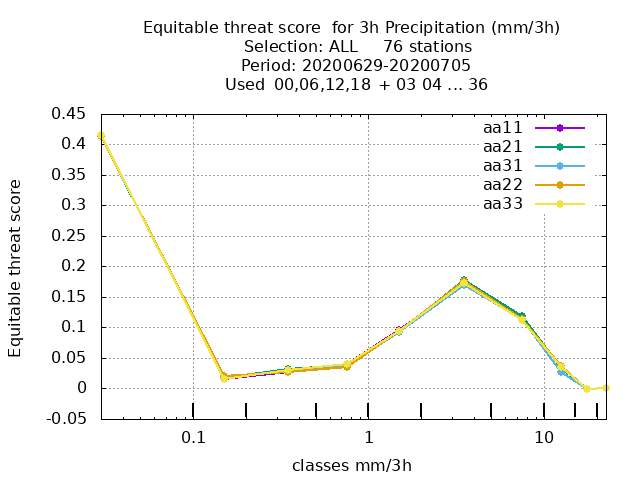 Equitable threat score  for 3h Precipitation (mm/3h)
Selection: ALL     76 stations
Period: 20200629-20200705
Used  00,06,12,18  + 03 04 ... 36
aa11
aa21
aa31
aa22
aa33
Equitable threat score
0.45
0.4
0.35
0.3
0.25
0.2
0.15
0.1
0.05
0
-0.05
0.1 1 10
classes mm/3h